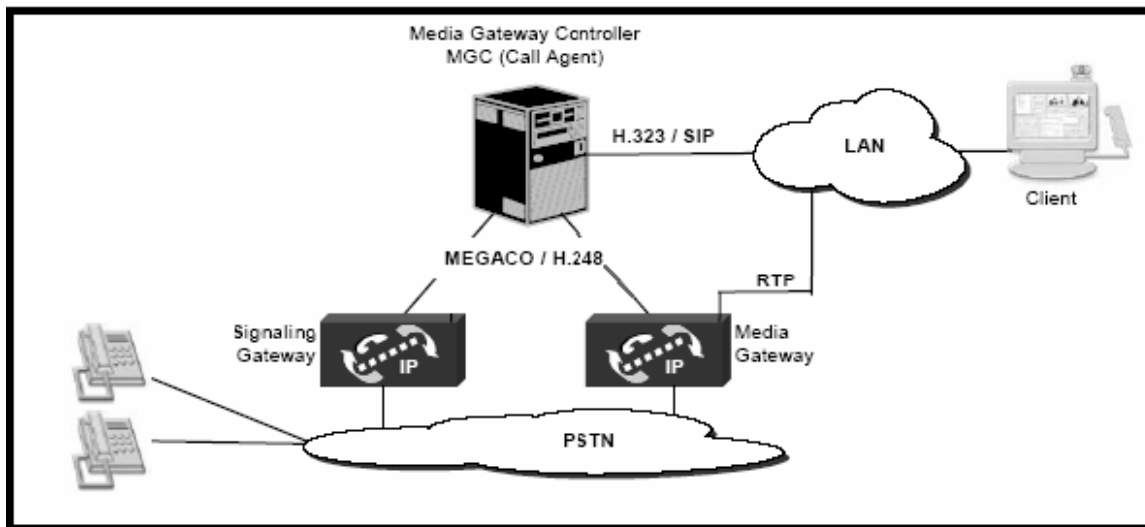 Media Gateway Controller
MGC (Call Agent)
H.323 / SIP
LAN
Client
MEGACO / H.248
RTP
Signaling
Gateway
IP
IP
Media
Gateway
PSTN